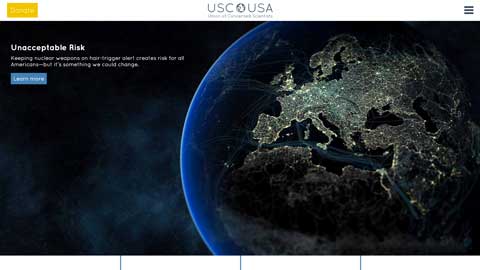 Donate
USC USA
Union of Concerned Scientists
Unacceptable Risk
Keeping nuclear weapons on hair-trigger alert creates risk for all
Americans—but it's something we could change.
Learn more